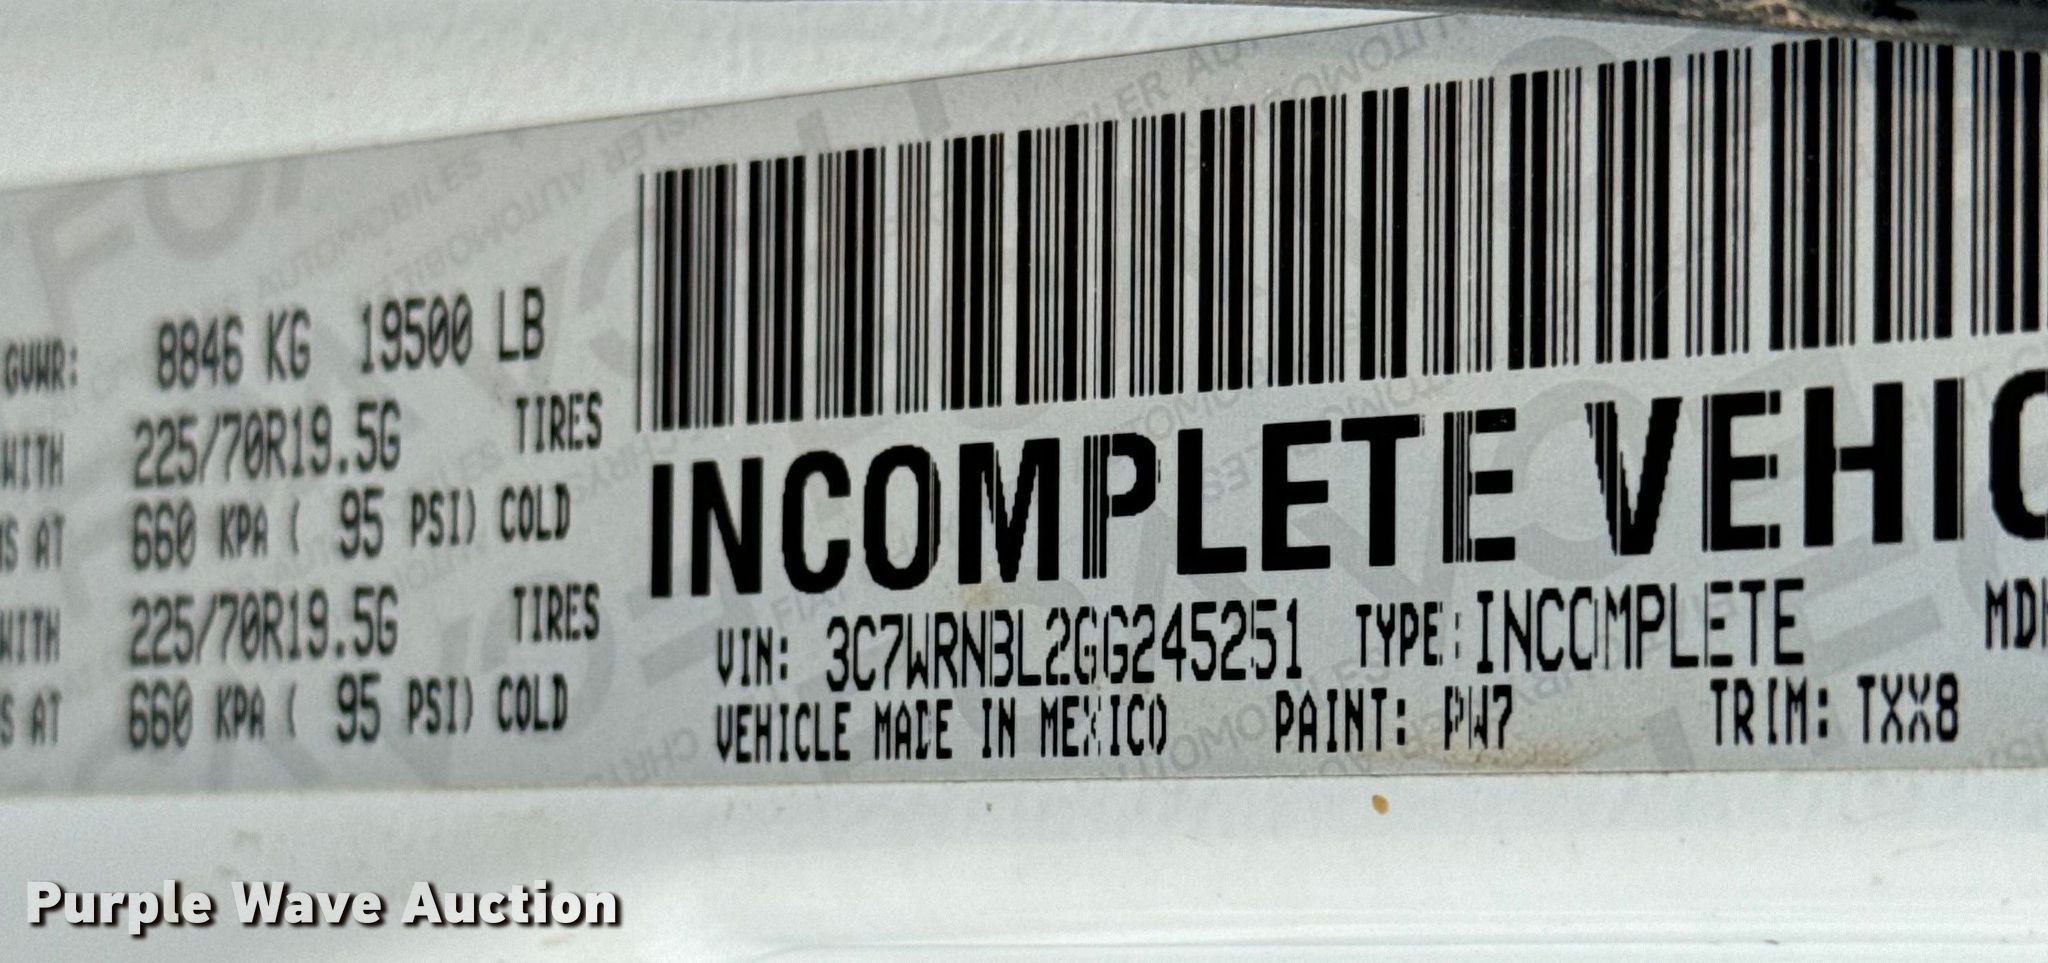 GVWR: 8846 KG 19500 LB
WITH 225/70R19.5G TIRES
S AT 660 KPA ( 95 PSI) COLD
WITH 225/70R19.5G TIRES
S AT 660 KPA ( 95 PSI) COLD
INCOMPLETE VEHIC
VIN: 3C7WRNBL2GG245251 TYPE: INCOMPLETE MDH
VEHICLE MADE IN MEXICO PAINT: PW7 TRIM: TXX8
Purple Wave Auction